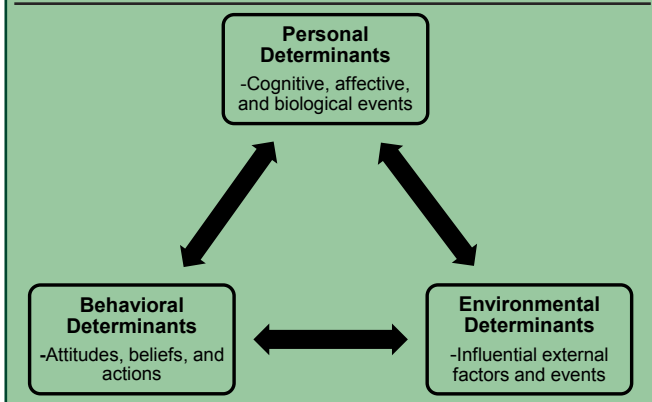 Personal
Determinants
-Cognitive, affective,
and biological events
Behavioral
Determinants
-Attitudes, beliefs, and
actions
Environmental
Determinants
-Influential external
factors and events